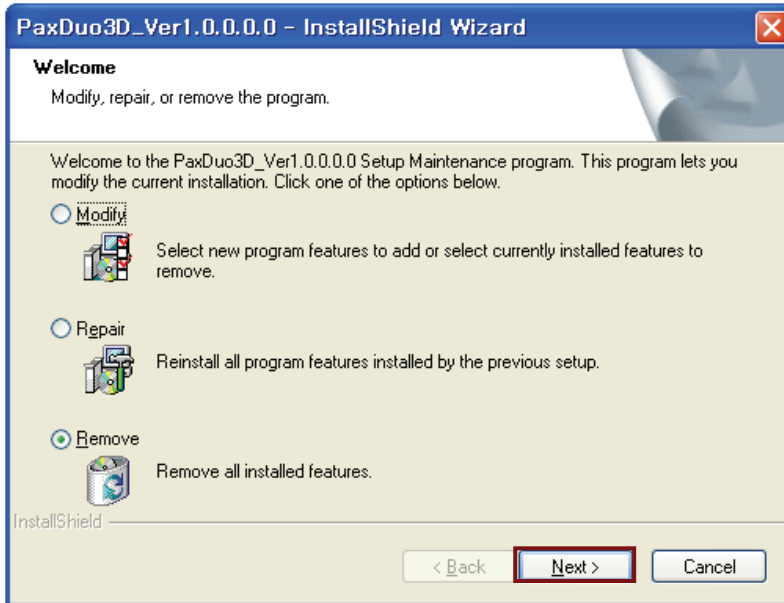 PaxDuo3D_Ver1.0.0.0.0 - InstallShield Wizard
Welcome
Modify, repair, or remove the program.
Welcome to the PaxDuo3D_Ver1.0.0.0.0 Setup Maintenance program. This program lets you
modify the current installation. Click one of the options below.
Modify
Select new program features to add or select currently installed features to
remove.
Repair
Reinstall all program features installed by the previous setup.
Remove
Remove all installed features.
InstallShield
< Back
Next >
Cancel